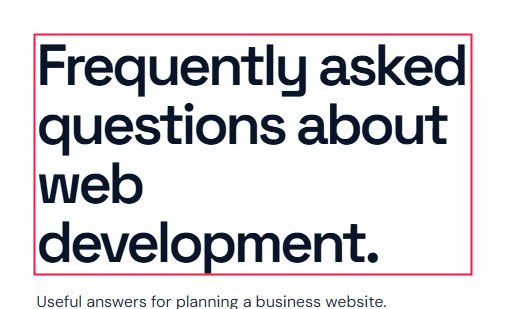 Frequently asked
questions about
web
development.
Useful answers for planning a business website.